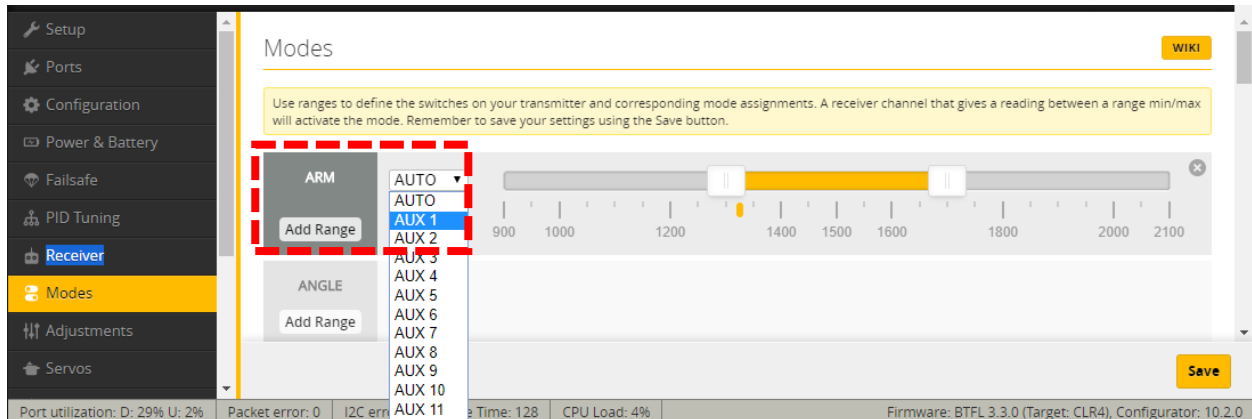 Setup
Ports
Configuration
Power & Battery
Failsafe
PID Tuning
Receiver
Modes
Adjustments
Servos
Modes
WIKI
Use ranges to define the switches on your transmitter and corresponding mode assignments. A receiver channel that gives a reading between a range min/max
will activate the mode. Remember to save your settings using the Save button.
ARM
Add Range
AUTO
AUTO
AUX 1
AUX 2
AUX 3
AUX 4
AUX 5
AUX 6
AUX 7
AUX 8
AUX 9
AUX 10
AUX 11
900 1000 1200 1400 1500 1600 1800 2000 2100
ANGLE
Add Range
Save
Port utilization: D: 29% U: 2% Packet error: 0 I2C err e Time: 128 CPU Load: 4% Firmware: BTFL 3.3.0 (Target: CLR4), Configurator: 10.2.0